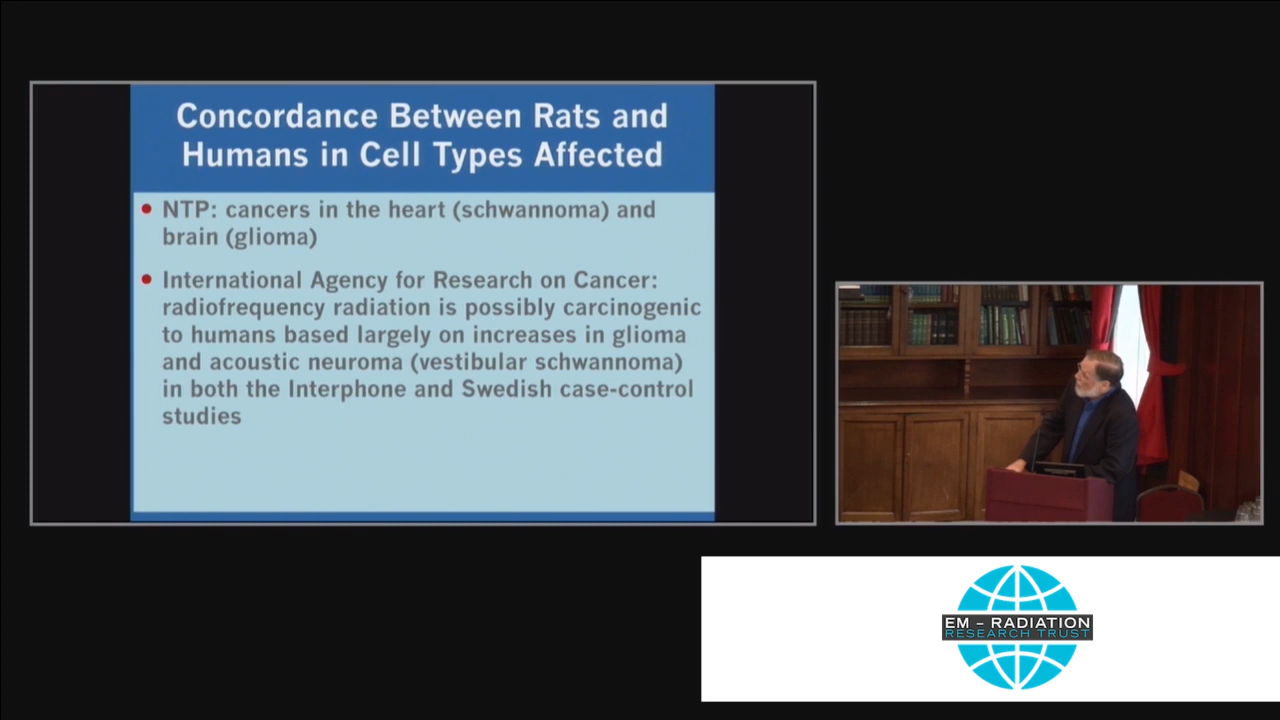 Concordance Between Rats and
Humans in Cell Types Affected
NTP: cancers in the heart (schwannoma) and
brain (glioma)
International Agency for Research on Cancer:
radiofrequency radiation is possibly carcinogenic
to humans based largely on increases in glioma
and acoustic neuroma (vestibular schwannoma)
in both the Interphone and Swedish case-control
studies
EM – RADIATION
RESEARCH TRUST